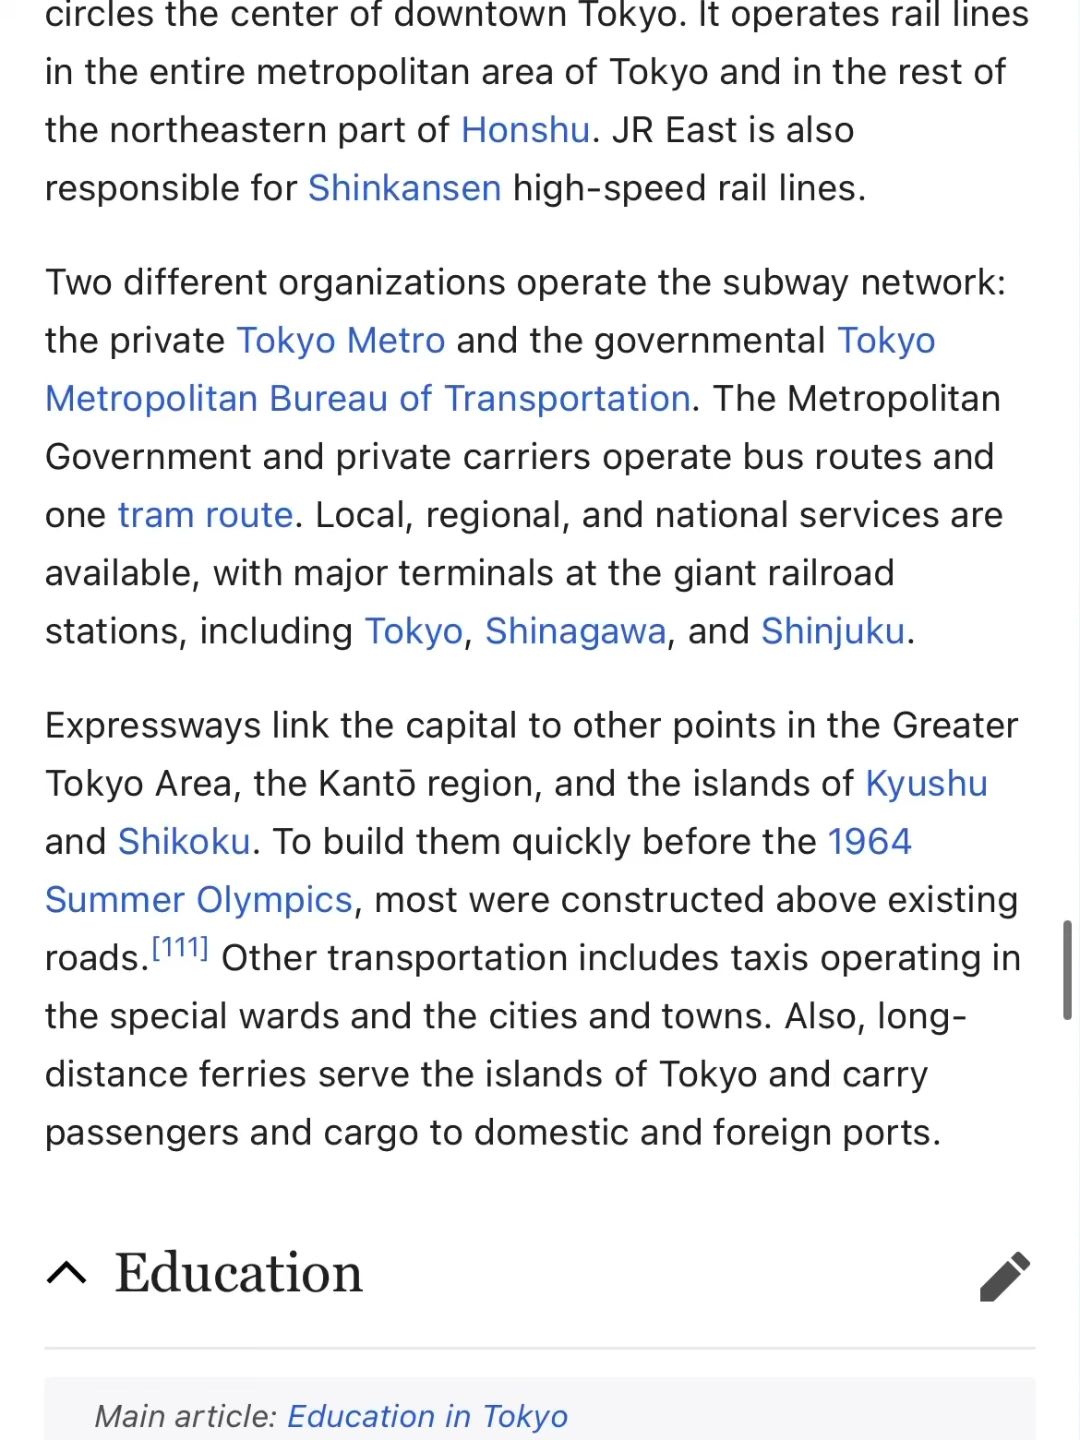 circles the center of downtown Tokyo. It operates rail lines
in the entire metropolitan area of Tokyo and in the rest of
the northeastern part of Honshu. JR East is also
responsible for Shinkansen high-speed rail lines.
Two different organizations operate the subway network:
the private Tokyo Metro and the governmental Tokyo
Metropolitan Bureau of Transportation. The Metropolitan
Government and private carriers operate bus routes and
one tram route. Local, regional, and national services are
available, with major terminals at the giant railroad
stations, including Tokyo, Shinagawa, and Shinjuku.
Expressways link the capital to other points in the Greater
Tokyo Area, the Kantō region, and the islands of Kyushu
and Shikoku. To build them quickly before the 1964
Summer Olympics, most were constructed above existing
roads.[111] Other transportation includes taxis operating in
the special wards and the cities and towns. Also, long-
distance ferries serve the islands of Tokyo and carry
passengers and cargo to domestic and foreign ports.
Education
Main article: Education in Tokyo